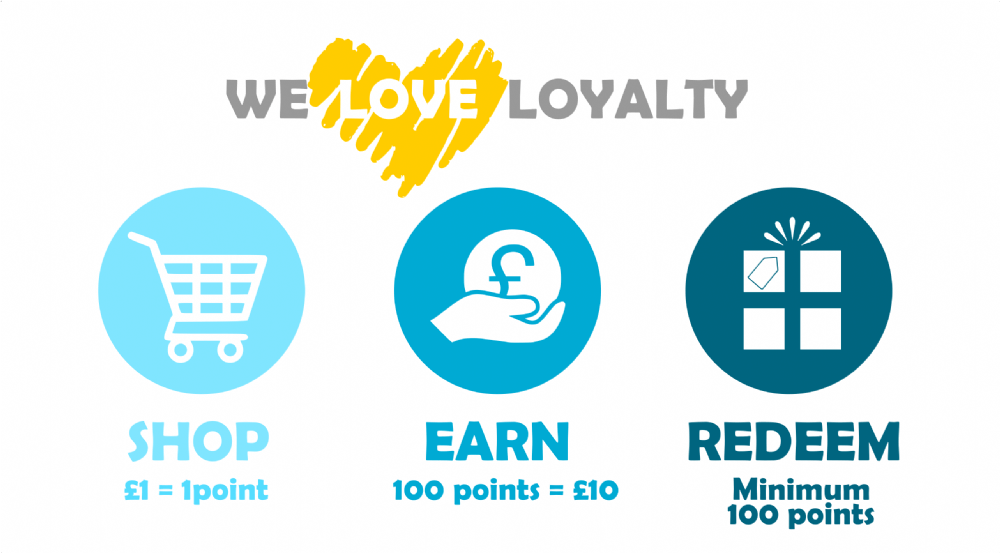 WE LOVE LOYALTY
£
SHOP
£1 = 1point
EARN
100 points = £10
REDEEM
Minimum
100 points